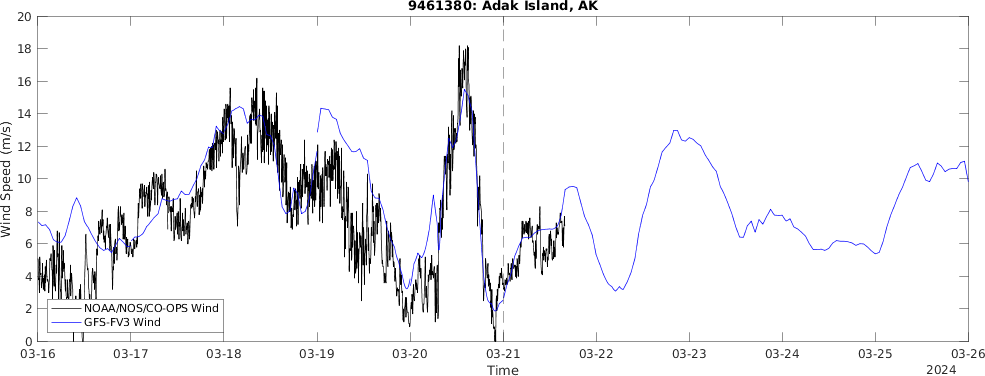 9461380: Adak Island, AK
Wind Speed (m/s)
20
18
16
14
12
10
8
6
4
2
0
NOAA/NOS/CO-OPS Wind
GFS-FV3 Wind
03-16 03-17 03-18 03-19 03-20 03-21 03-22 03-23 03-24 03-25 03-26
Time
2024